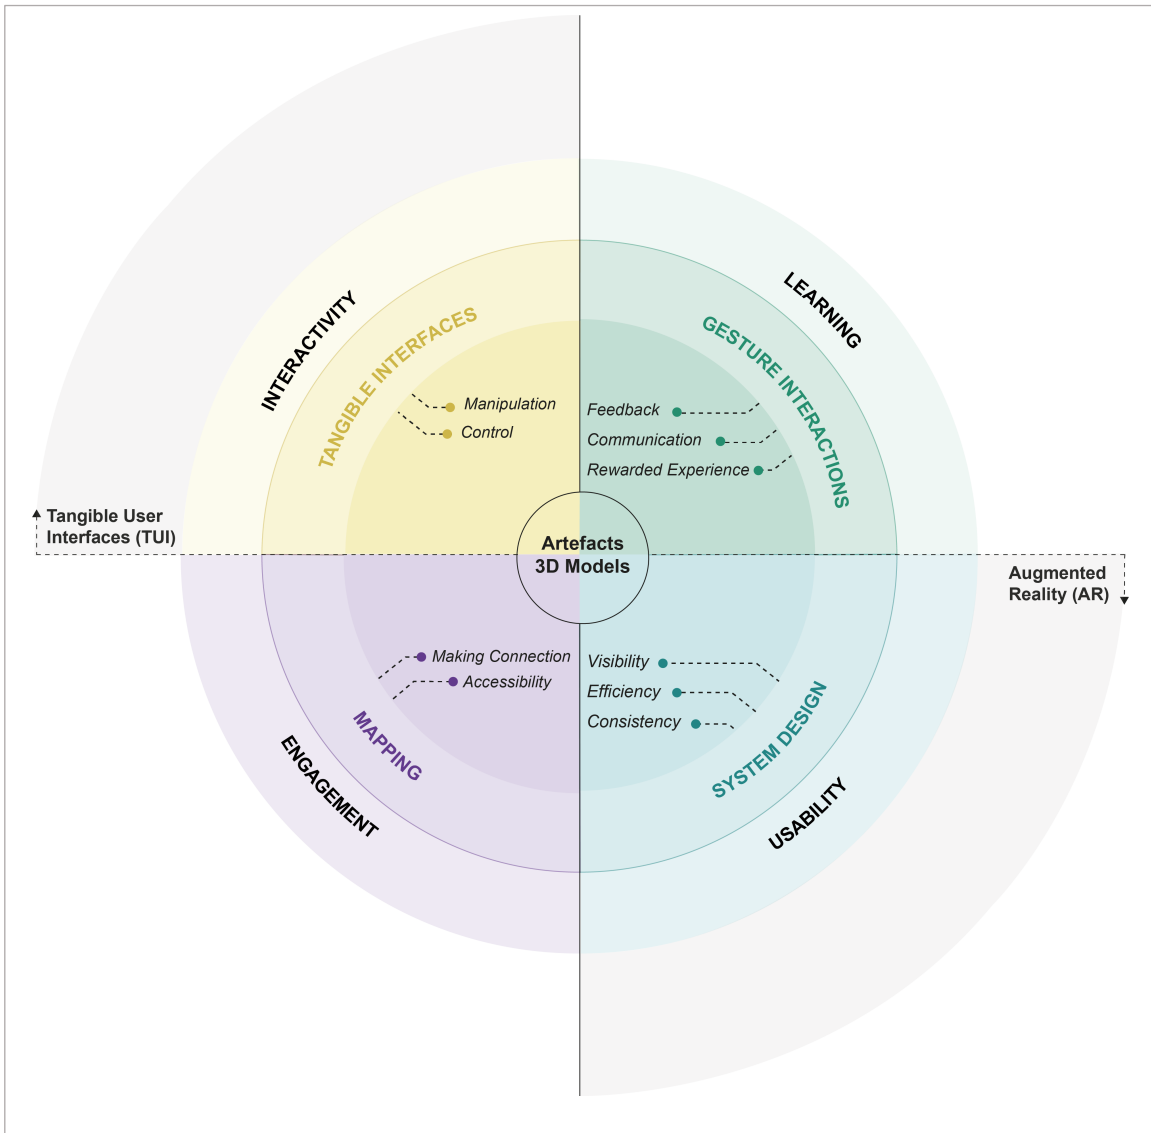 INTERACTIVITY
TANGIBLE INTERFACES
Manipulation
Control
LEARNING
GESTURE INTERACTIONS
Feedback
Communication
Rewarded Experience
Tangible User
Interfaces (TUI)
Artefacts
3D Models
Augmented
Reality (AR)
Making Connection
Accessibility
MAPPING
ENGAGEMENT
Visibility
Efficiency
Consistency
SYSTEM DESIGN
USABILITY